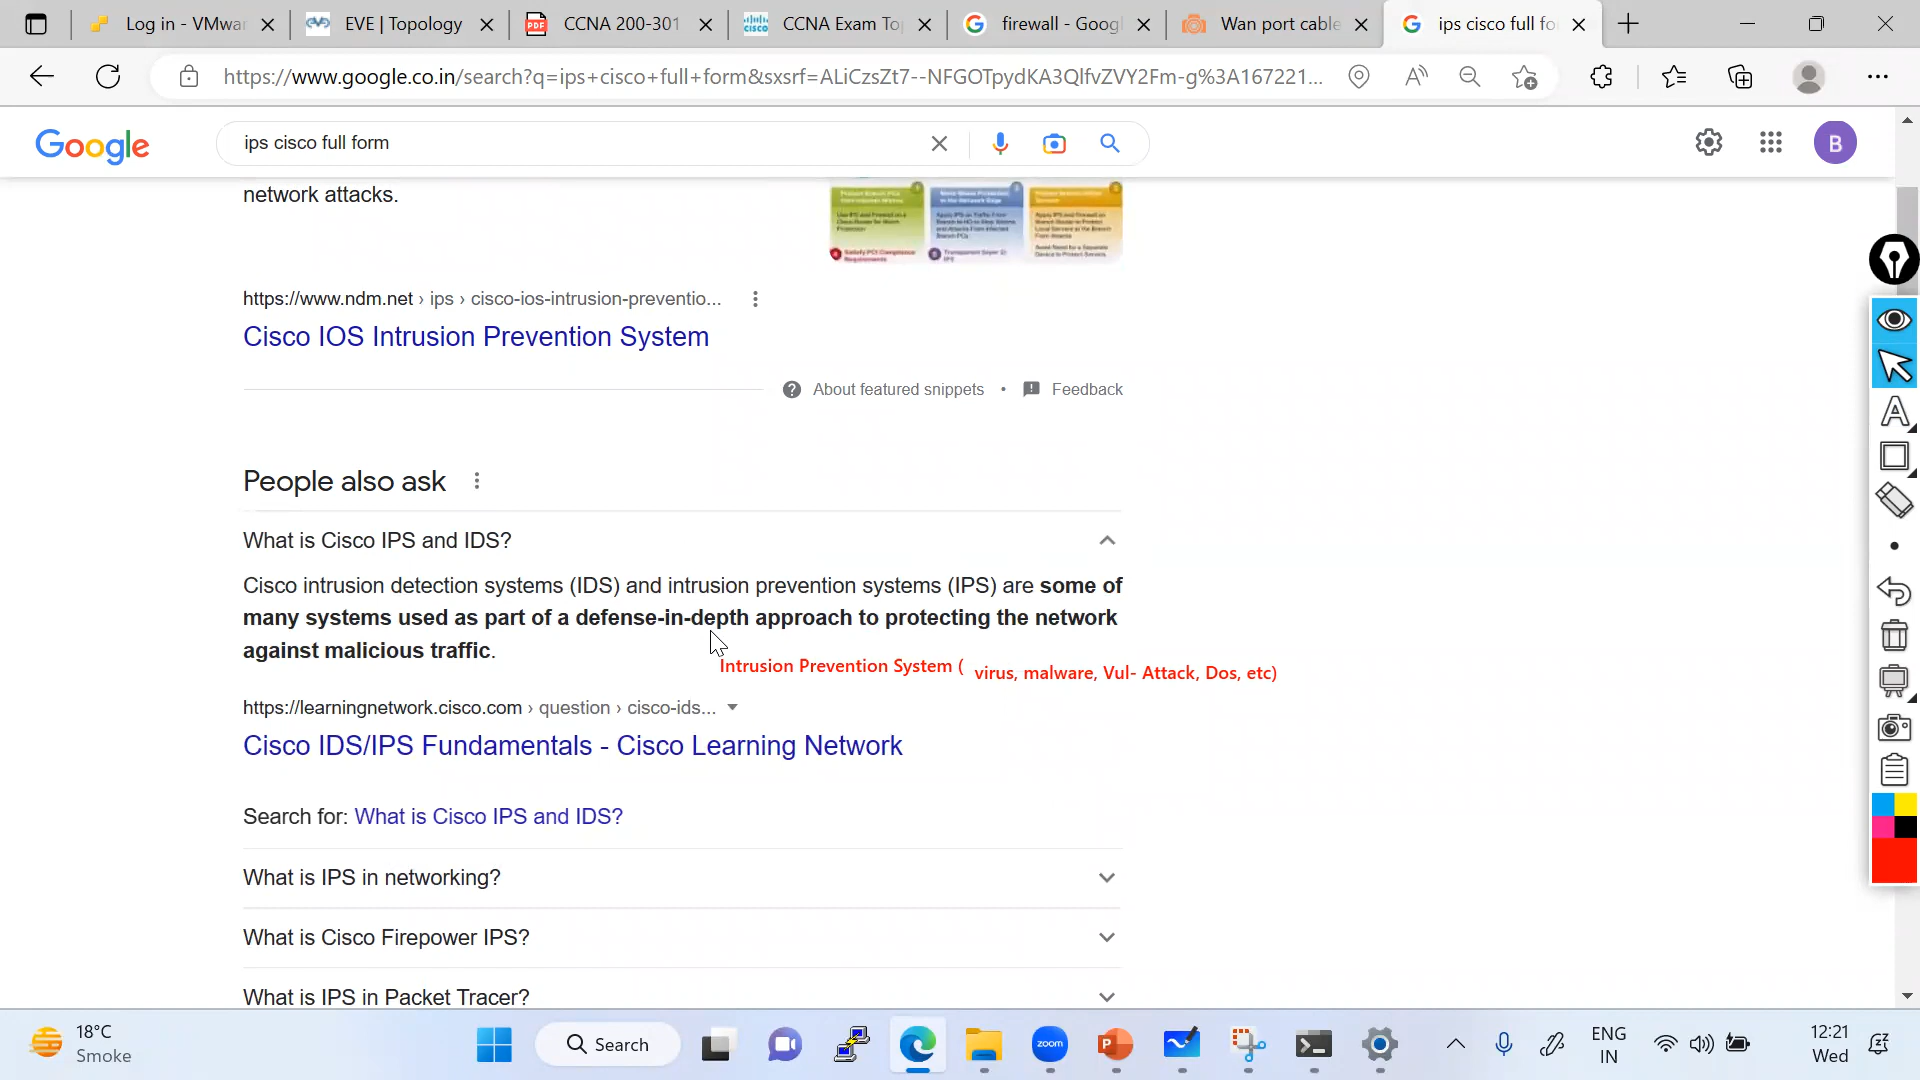 Log in - VMwar
EVE | Topology
CCNA 200-301
CCNA Exam To
firewall - Googl
Wan port cable
ips cisco full fo
https://www.google.co.in/search?q=ips+cisco+full+form&sxsrf=ALiCzsZt7--NFGOTpydKA3QlfvZVY2Fm-g%3A167221...
Google
ips cisco full form
B
network attacks.
https://www.ndm.net › ips › cisco-ios-intrusion-preventio...
Cisco IOS Intrusion Prevention System
About featured snippets • Feedback
People also ask
What is Cisco IPS and IDS?
Cisco intrusion detection systems (IDS) and intrusion prevention systems (IPS) are some of
many systems used as part of a defense-in-depth approach to protecting the network
against malicious traffic.
Intrusion Prevention System ( virus, malware, Vul- Attack, Dos, etc)
https://learningnetwork.cisco.com › question › cisco-ids...
Cisco IDS/IPS Fundamentals - Cisco Learning Network
Search for: What is Cisco IPS and IDS?
What is IPS in networking?
What is Cisco Firepower IPS?
What is IPS in Packet Tracer?
18°C
Smoke
Search
zoom
ENG
IN
12:21
Wed